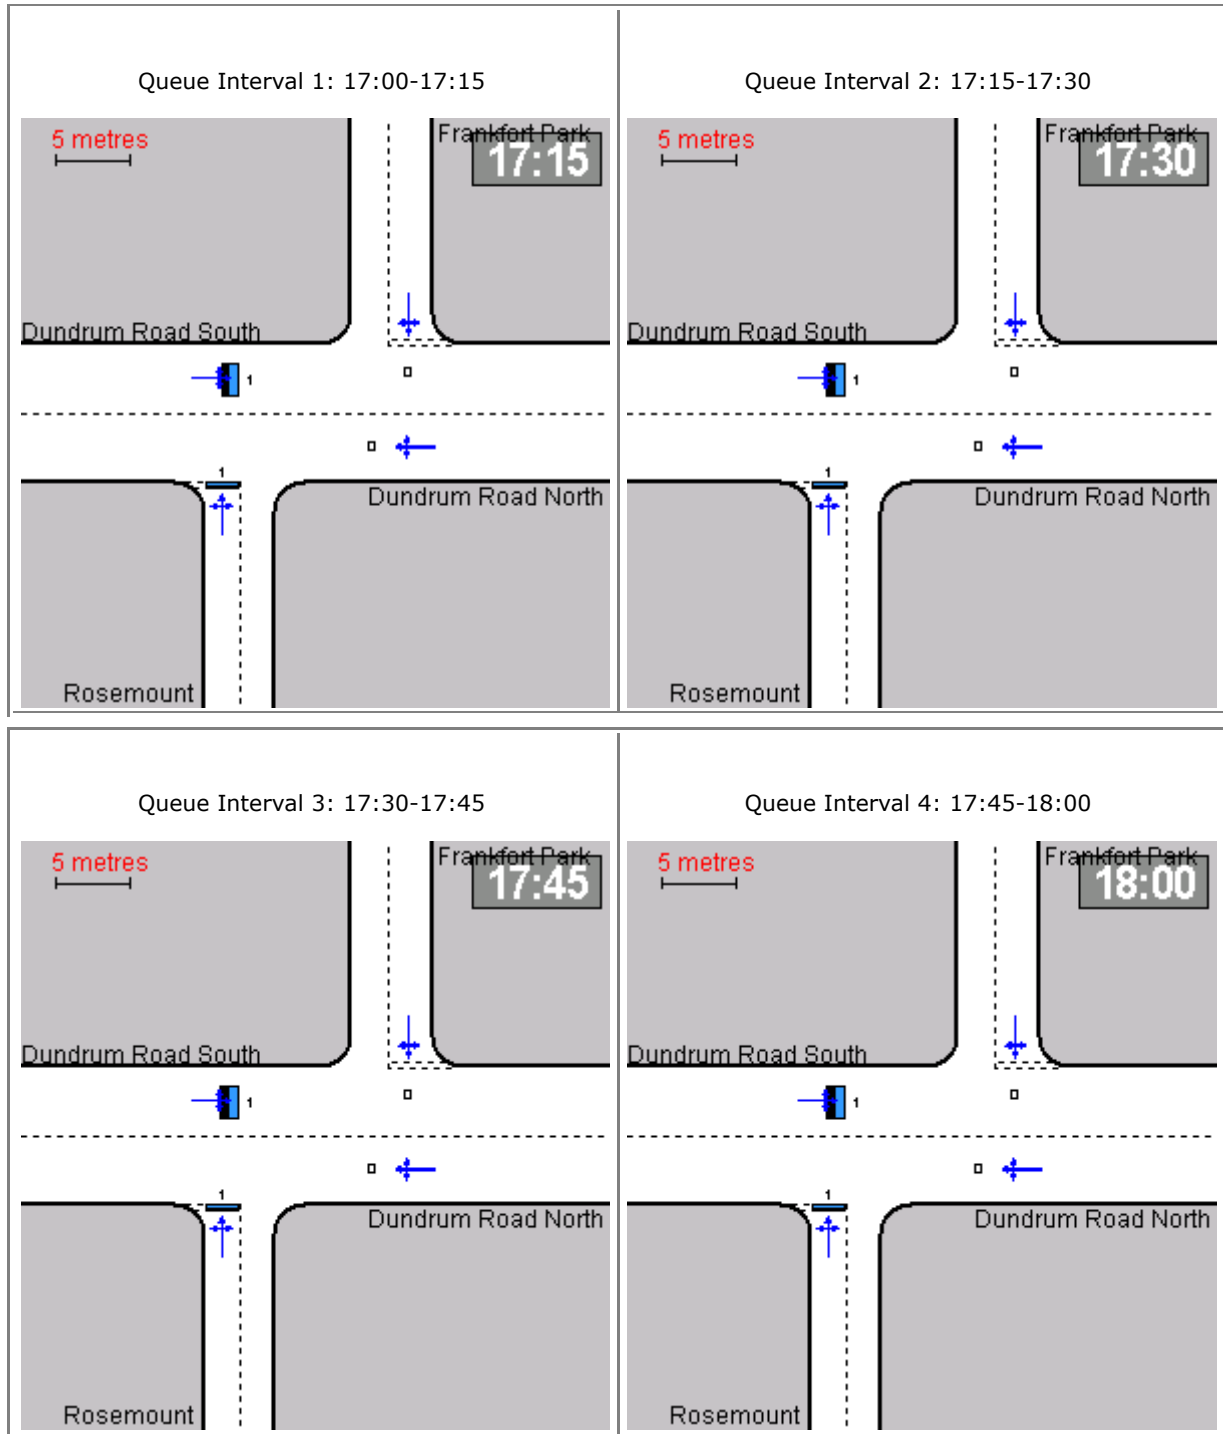 Queue Interval 1: 17:00-17:15
5 metres
Frankfort Park
17:15
Dundrum Road South
1
1
Dundrum Road North
Rosemount
Queue Interval 2: 17:15-17:30
5 metres
Frankfort Park
17:30
Dundrum Road South
1
1
Dundrum Road North
Rosemount
Queue Interval 3: 17:30-17:45
5 metres
Frankfort Park
17:45
Dundrum Road South
1
1
Dundrum Road North
Rosemount
Queue Interval 4: 17:45-18:00
5 metres
Frankfort Park
18:00
Dundrum Road South
1
1
Dundrum Road North
Rosemount